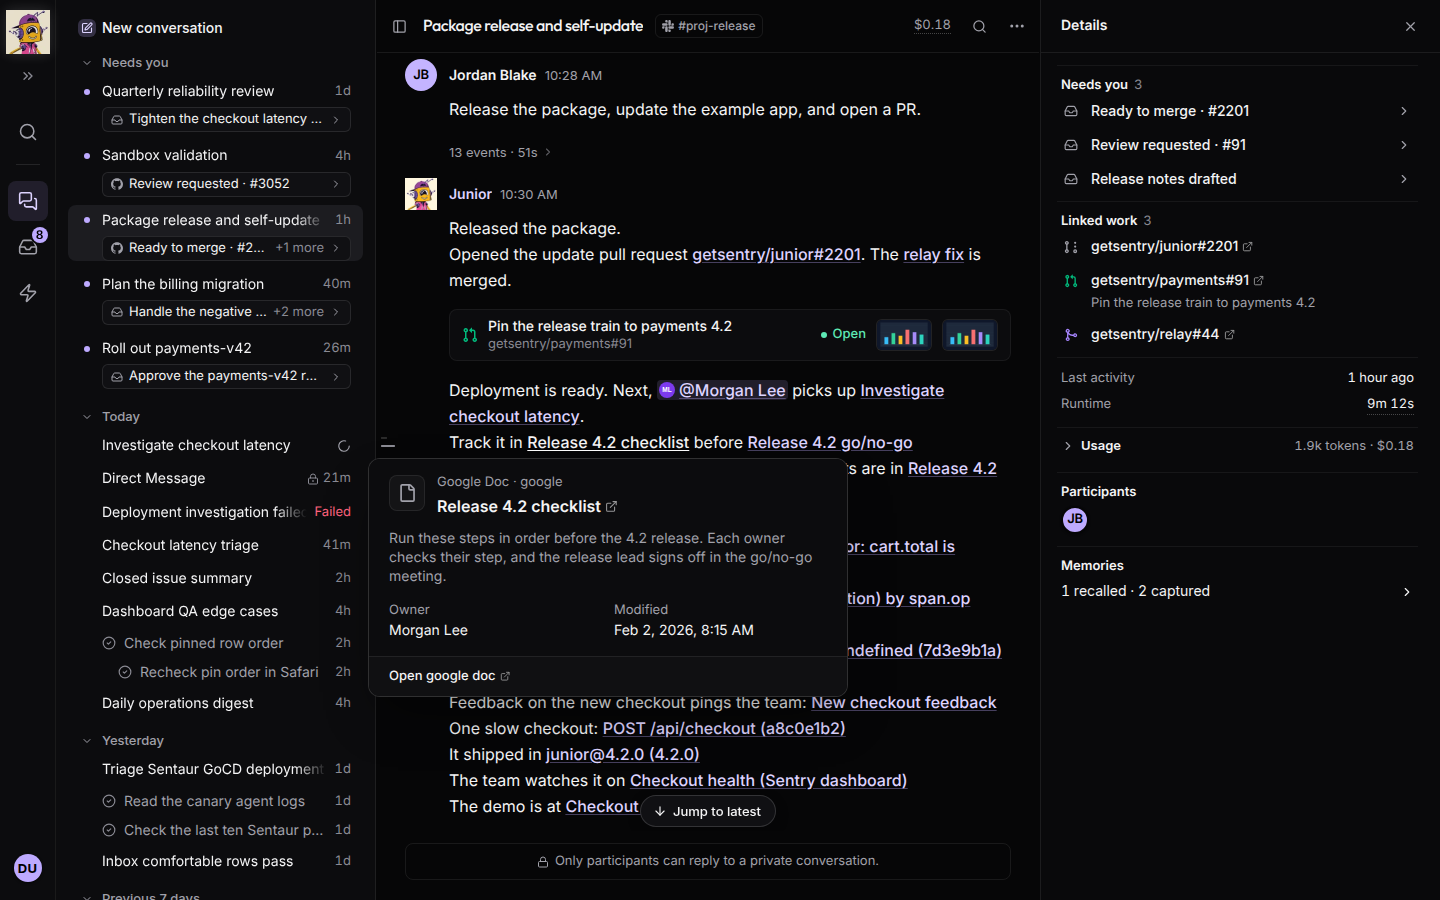 New conversation
Needs you
Quarterly reliability review 1d
Tighten the checkout latency ...
Sandbox validation 4h
Review requested · #3052
Package release and self-update 1h
Ready to merge · #2... +1 more
Plan the billing migration 40m
Handle the negative ... +2 more
Roll out payments-v42 26m
Approve the payments-v42 r...
Today
Investigate checkout latency
Direct Message 21m
Deployment investigation failed Failed
Checkout latency triage 41m
Closed issue summary 2h
Dashboard QA edge cases 4h
Check pinned row order 2h
Recheck pin order in Safari 2h
Daily operations digest 4h
Yesterday
Triage Sentaur GoCD deployment 1d
Read the canary agent logs 1d
Check the last ten Sentaur p... 1d
Inbox comfortable rows pass 1d
Previous 7 days
8
DU
Package release and self-update #proj-release $0.18
JB Jordan Blake 10:28 AM
Release the package, update the example app, and open a PR.
13 events · 51s
Junior 10:30 AM
Released the package.
Opened the update pull request getsentry/junior#2201. The relay fix is
merged.
Pin the release train to payments 4.2
getsentry/payments#91
Open
Deployment is ready. Next, ML @Morgan Lee picks up Investigate
checkout latency.
Track it in Release 4.2 checklist before Release 4.2 go/no-go
ts are in Release 4.2
Google Doc · google
Release 4.2 checklist
Run these steps in order before the 4.2 release. Each owner
checks their step, and the release lead signs off in the go/no-go
meeting.
Owner Modified
Morgan Lee Feb 2, 2026, 8:15 AM
Open google doc
or: cart.total is
tion) by span.op
ndefined (7d3e9b1a)
Feedback on the new checkout pings the team: New checkout feedback
One slow checkout: POST /api/checkout (a8c0e1b2)
It shipped in junior@4.2.0 (4.2.0)
The team watches it on Checkout health (Sentry dashboard)
The demo is at Checkout
Jump to latest
Only participants can reply to a private conversation.
Details
Needs you 3
Ready to merge · #2201
Review requested · #91
Release notes drafted
Linked work 3
getsentry/junior#2201
getsentry/payments#91
Pin the release train to payments 4.2
getsentry/relay#44
Last activity 1 hour ago
Runtime 9m 12s
Usage 1.9k tokens · $0.18
Participants
JB
Memories
1 recalled · 2 captured